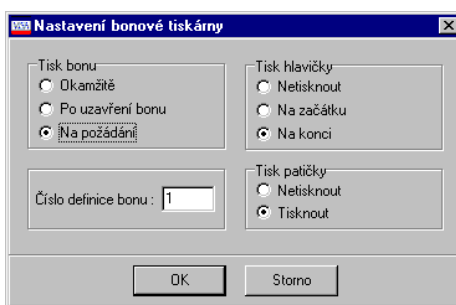 Nastavení bonové tiskárny
Tisk bonu
Okamžitě
Po uzavření bonu
Na požádání
Číslo definice bonu : 1
Tisk hlavičky
Netisknout
Na začátku
Na konci
Tisk patičky
Netisknout
Tisknout
OK
Storno